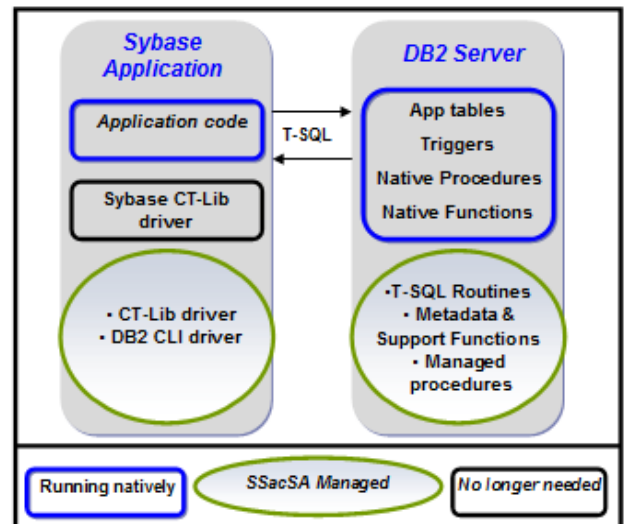 Sybase
Application
Application code
Sybase CT-Lib
driver
• CT-Lib driver
• DB2 CLI driver
T-SQL
DB2 Server
App tables
Triggers
Native Procedures
Native Functions
•T-SQL Routines
• Metadata &
Support Functions
• Managed
procedures
Running natively
SSacSA Managed
No longer needed